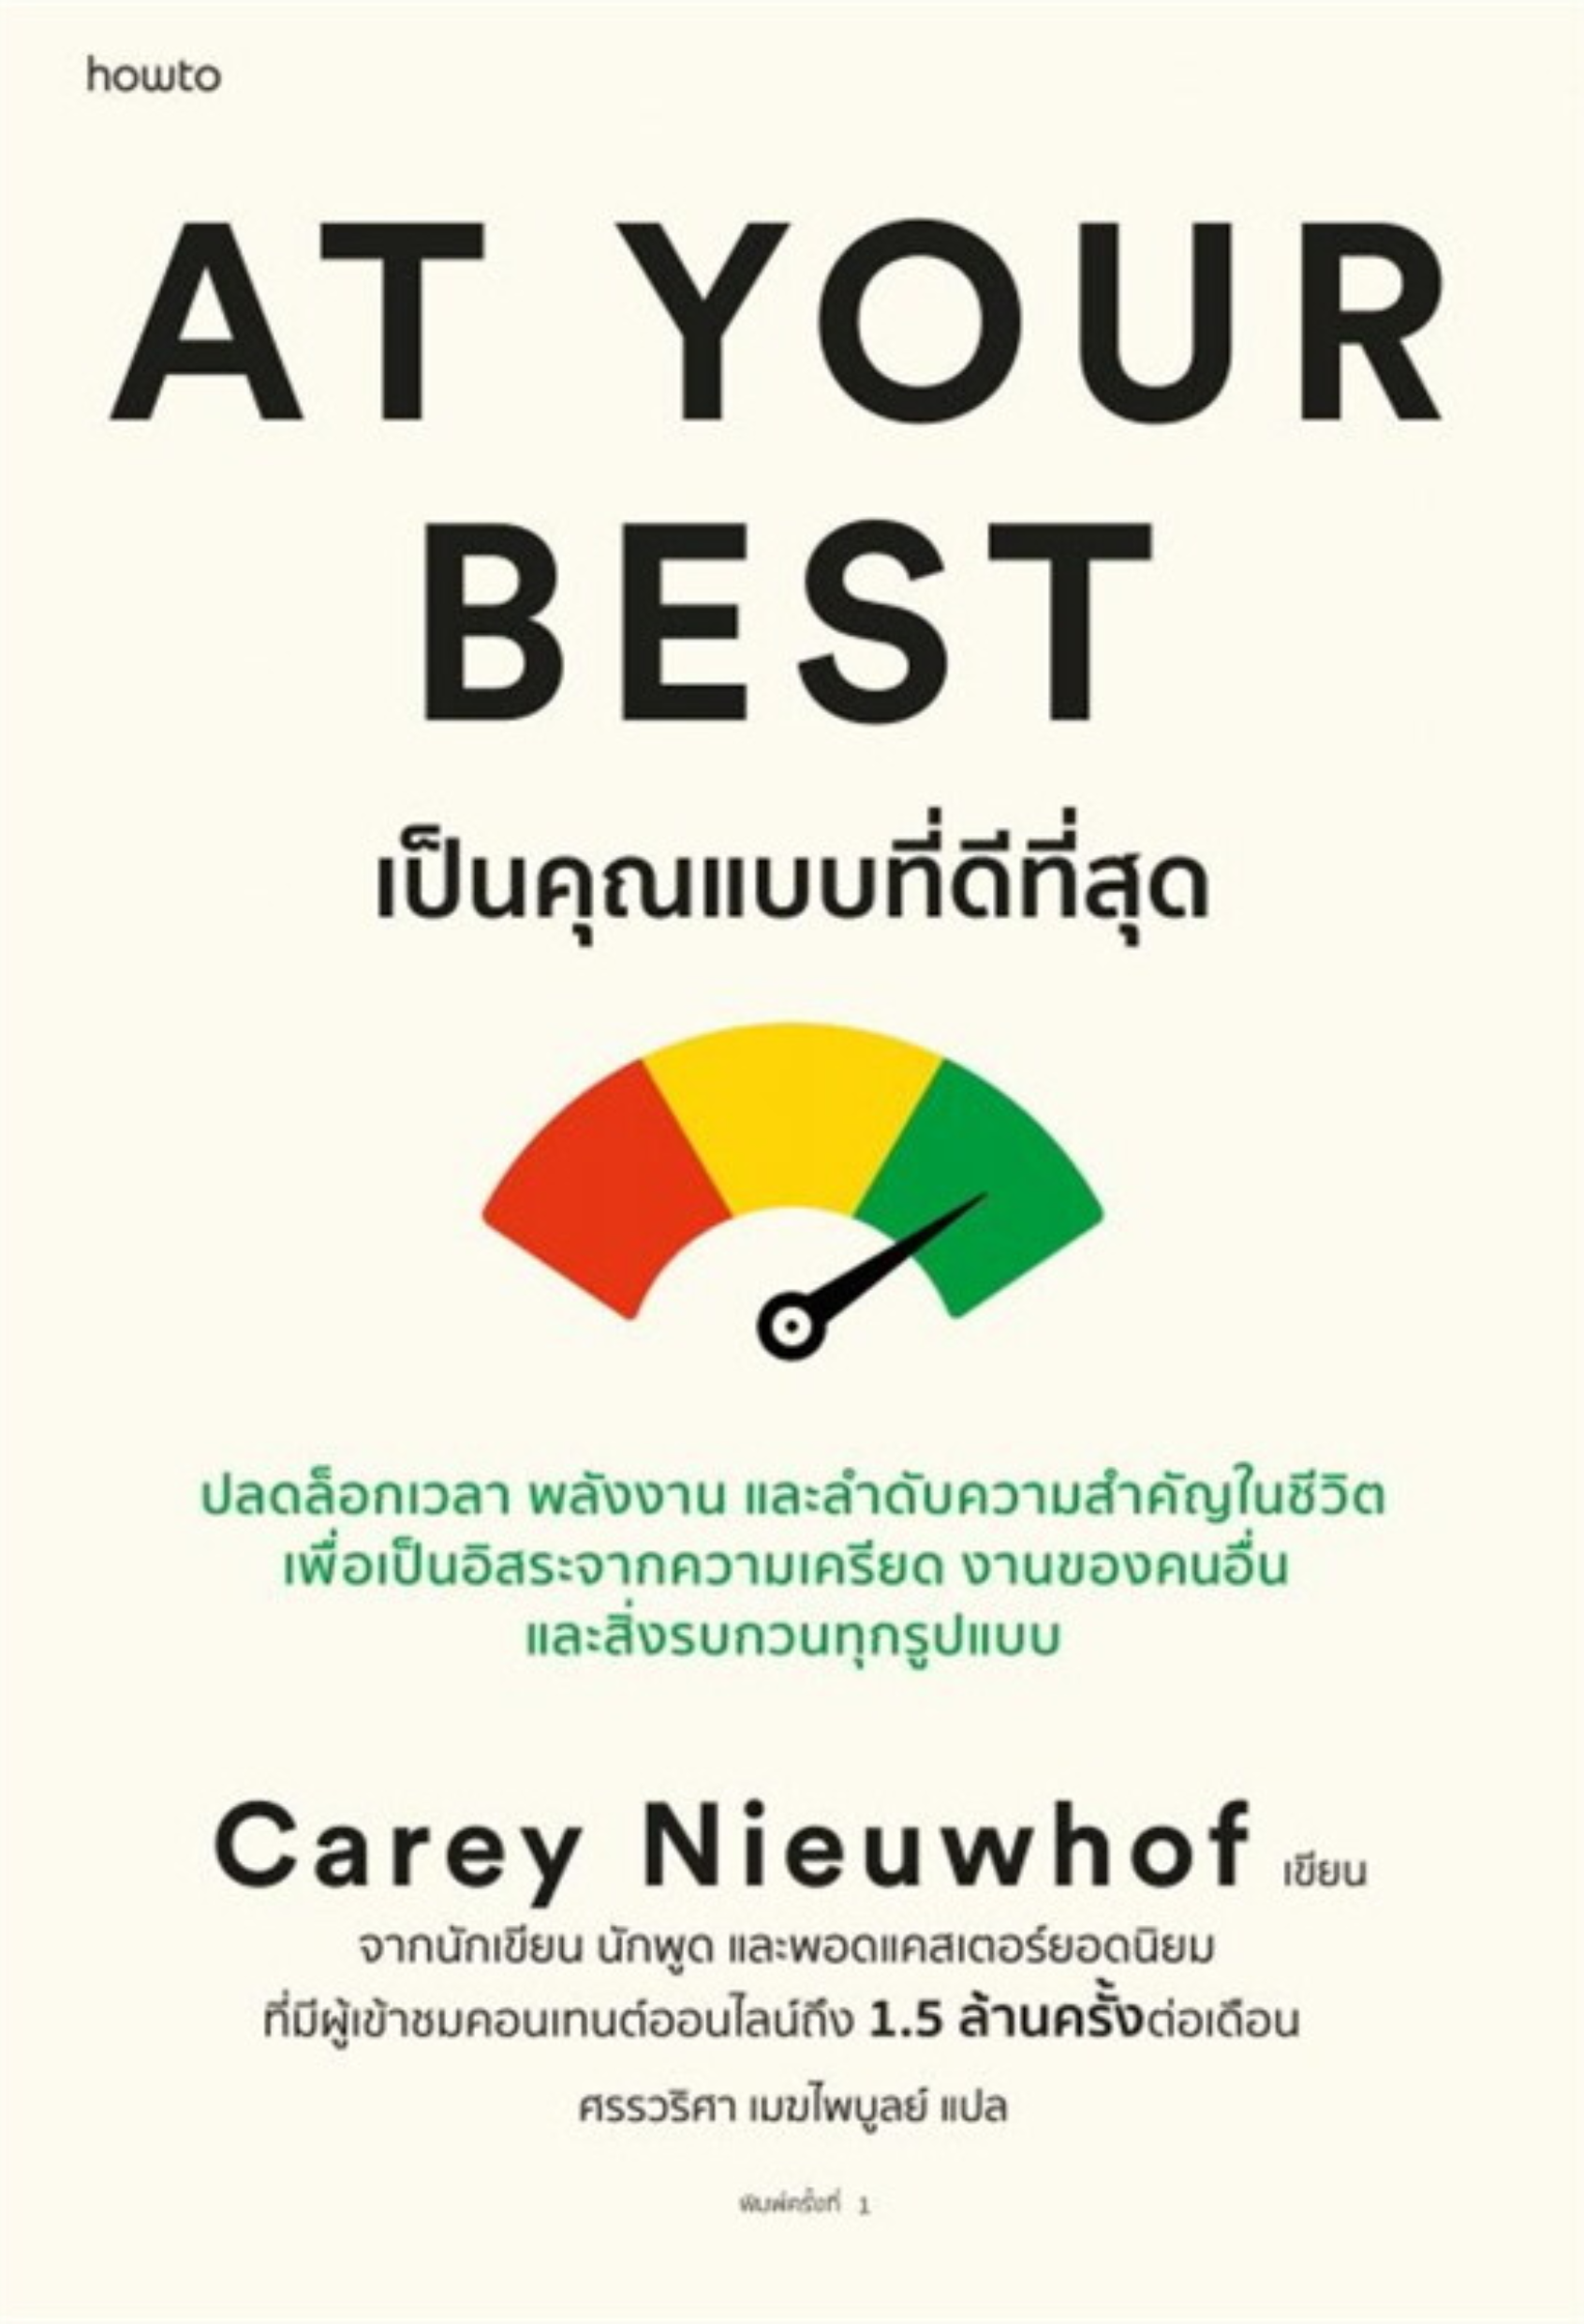 howto
AT YOUR
BEST
เป็นคุณแบบที่ดีที่สุด
ปลดล็อกเวลา พลังงาน และลำดับความสำคัญในชีวิต
เพื่อเป็นอิสระจากความเครียด งานของคนอื่น
และสิ่งรบกวนทุกรูปแบบ
Carey Nieuwhof เขียน
จากนักเขียน นักพูด และพอดแคสเตอร์ยอดนิยม
ที่มีผู้เข้าชมคอนเทนต์ออนไลน์ถึง 1.5 ล้านครั้งต่อเดือน
ศรรวริศา เมฆไพบูลย์ แปล
พิมพ์ครั้งที่ 1